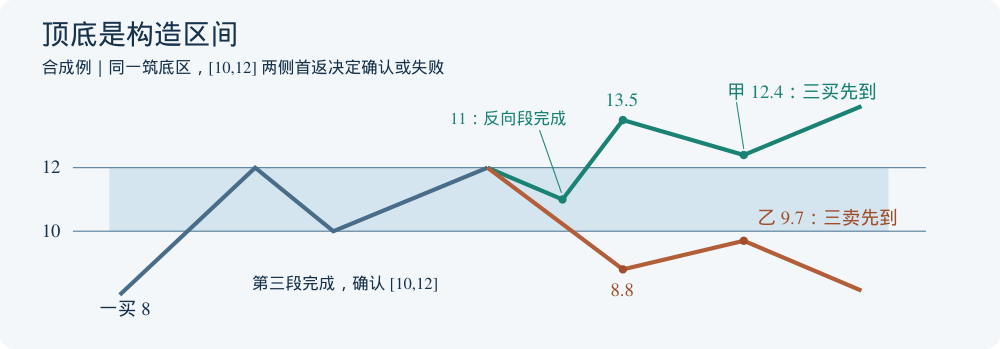 顶底是构造区间
合成例｜同一筑底区，[10,12] 两侧首返决定确认或失败
甲 12.4：三买先到
13.5
11：反向段完成
12
乙 9.7：三卖先到
10
第三段完成，确认 [10,12]
8.8
一买 8